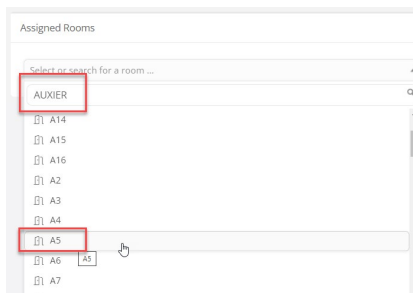 Assigned Rooms
Select or search for a room ...
AUXIER
A14
A15
A16
A2
A3
A4
A5
A6 A5
A7